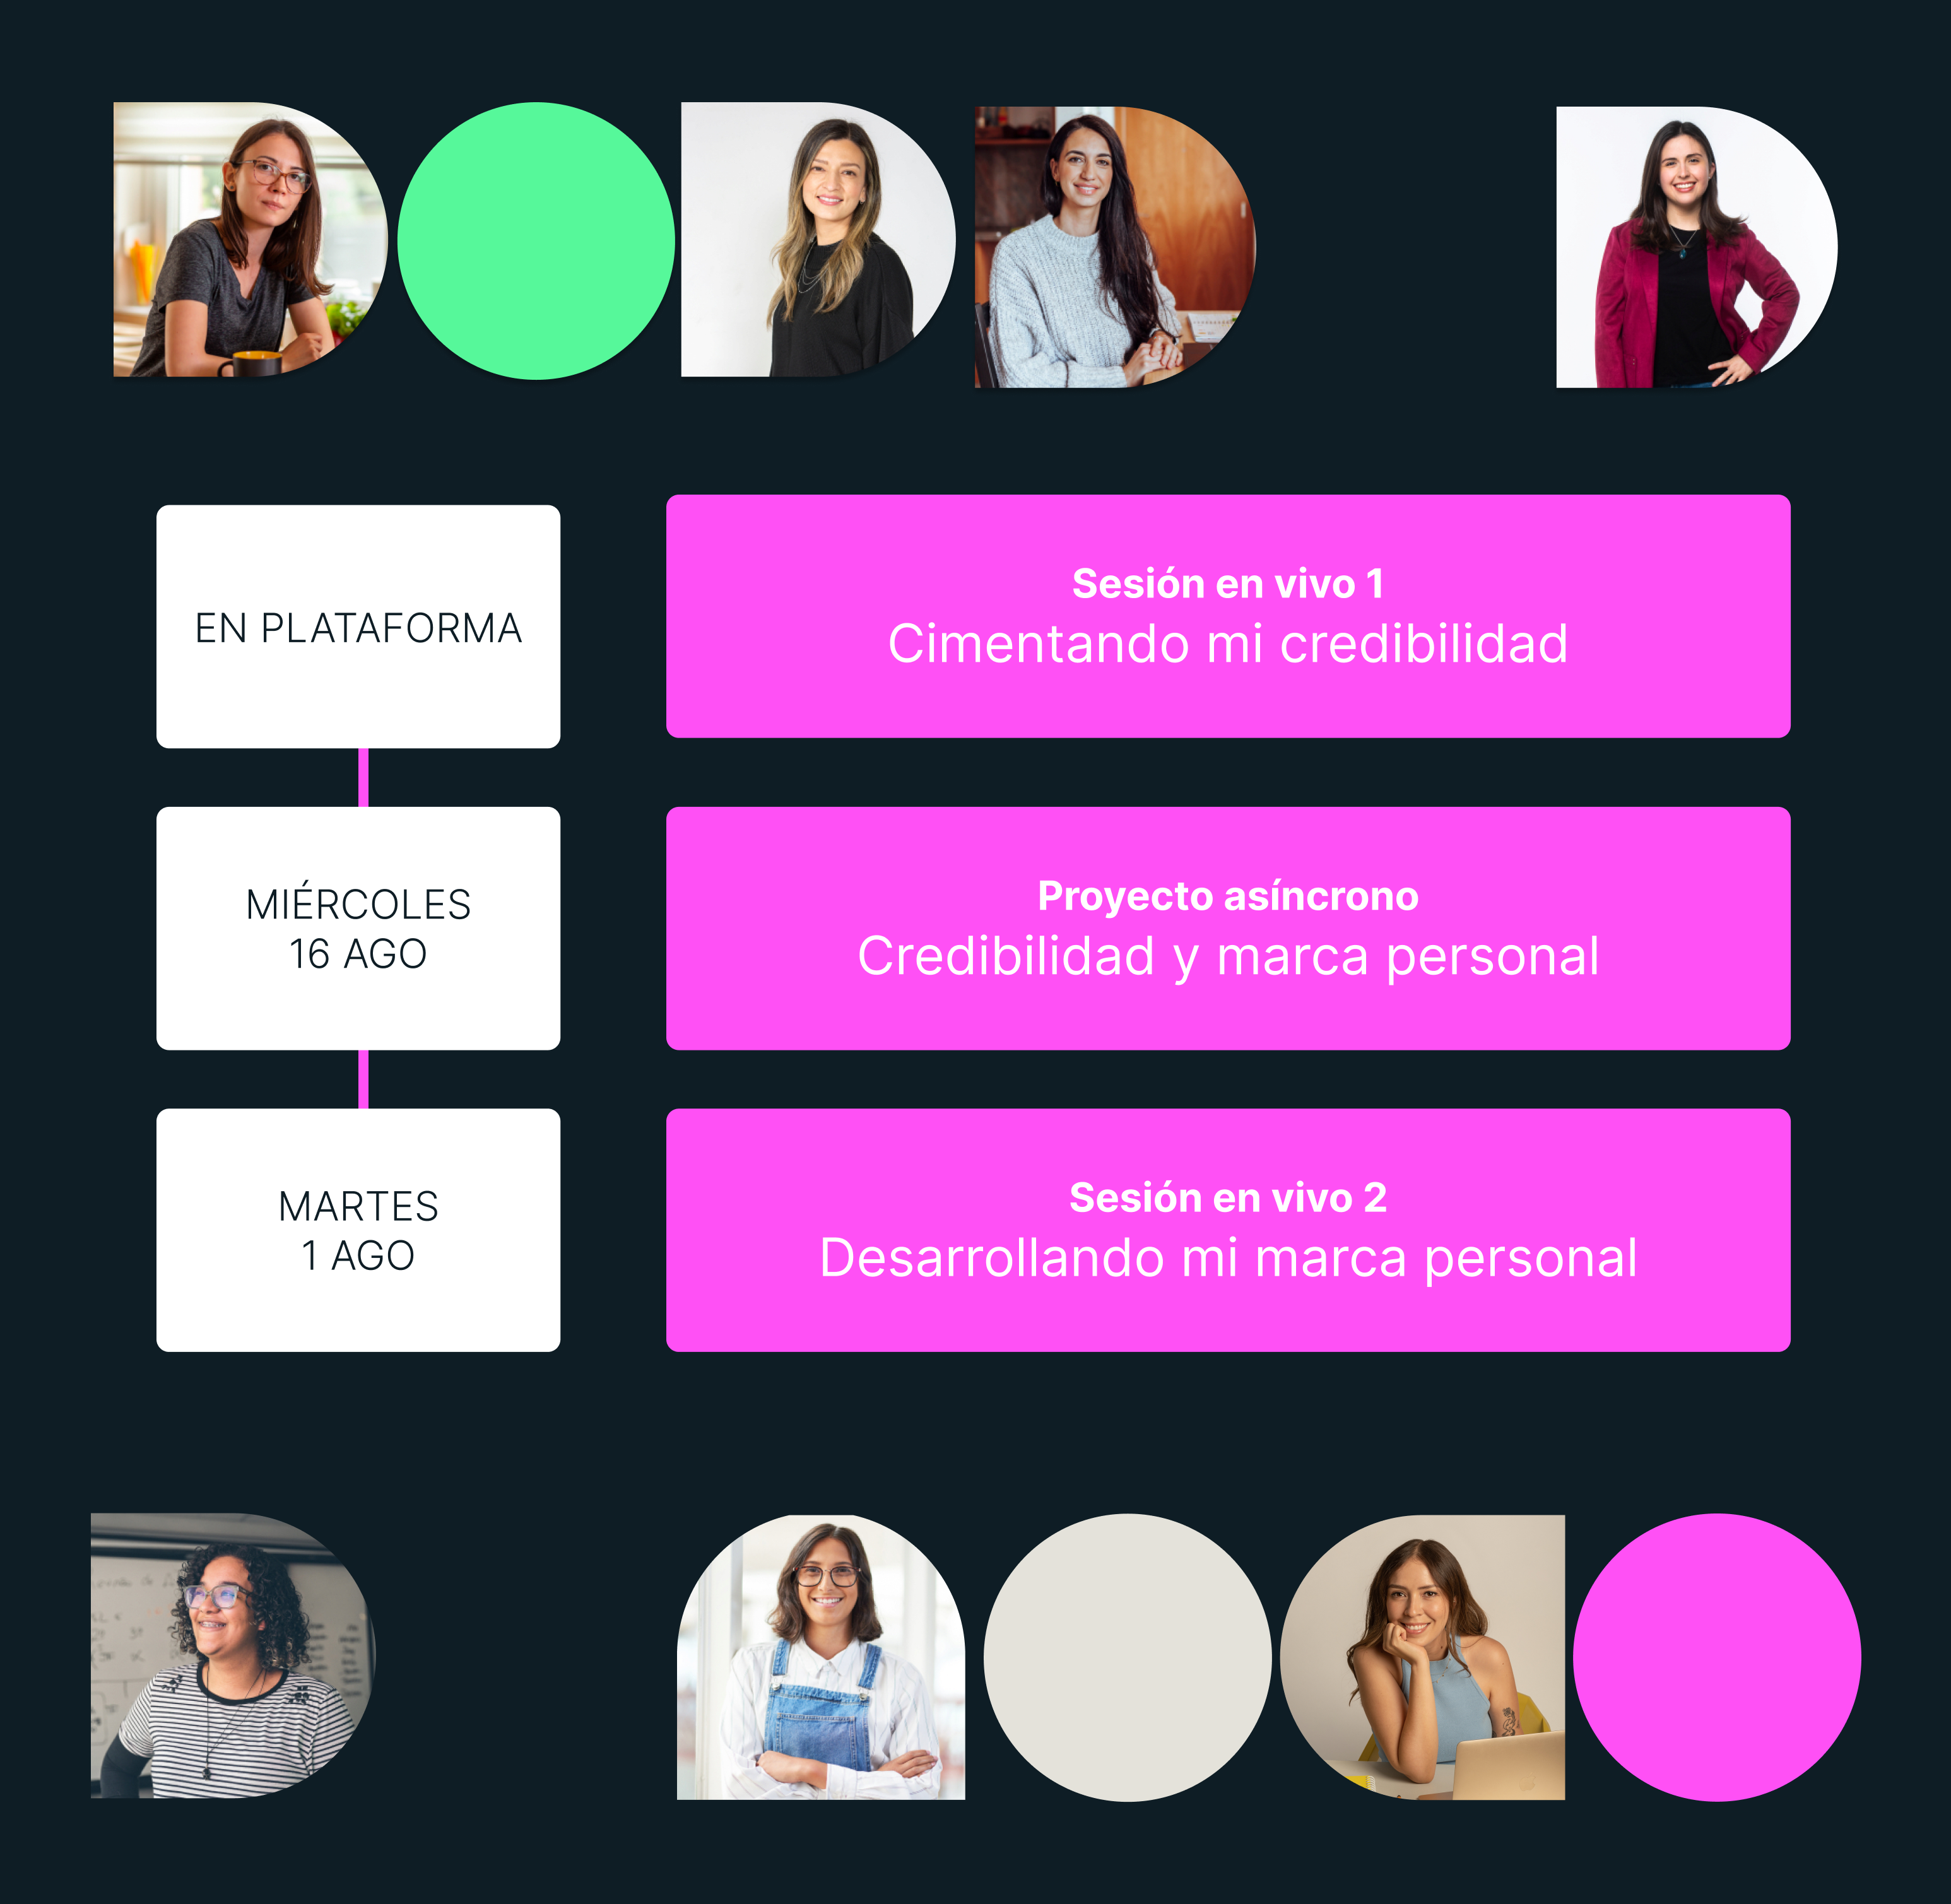 EN PLATAFORMA
Sesión en vivo 1
Cimentando mi credibilidad
MIÉRCOLES
16 AGO
Proyecto asíncrono
Credibilidad y marca personal
MARTES
1 AGO
Sesión en vivo 2
Desarrollando mi marca personal